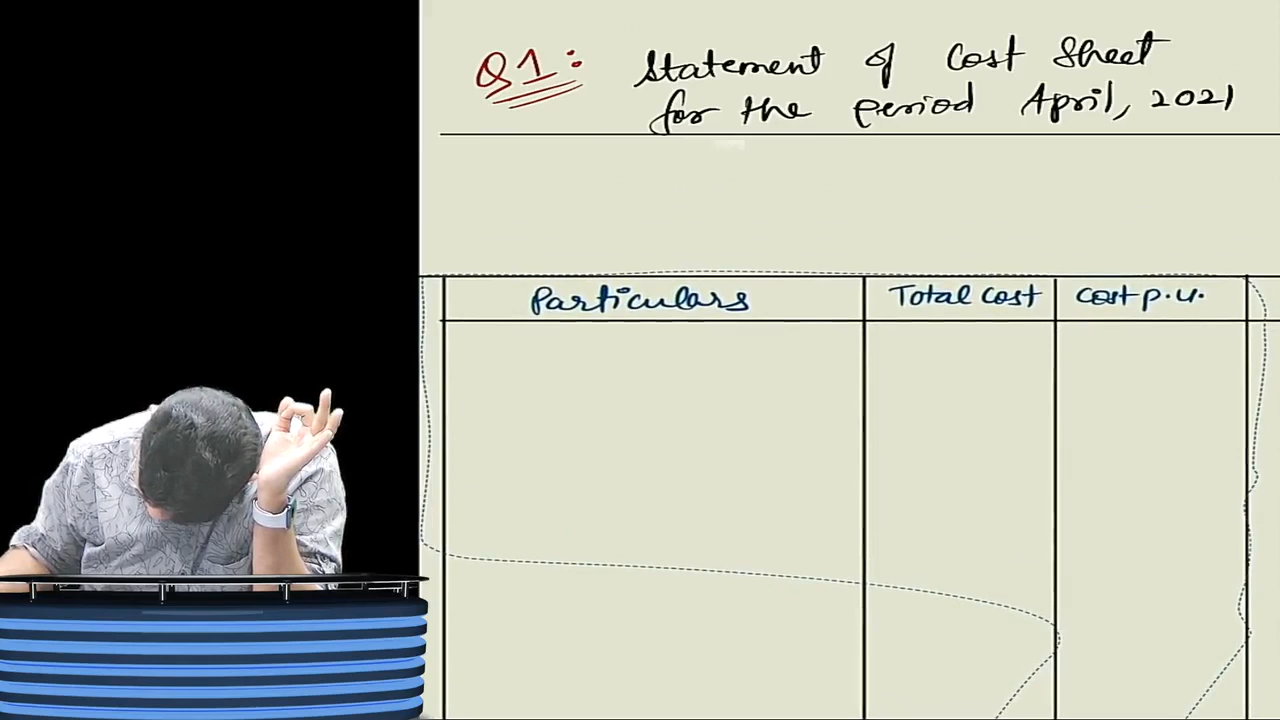 Q1: Statement of Cost Sheet
for the period April, 2021
Particulars Total Cost Cost p.u.